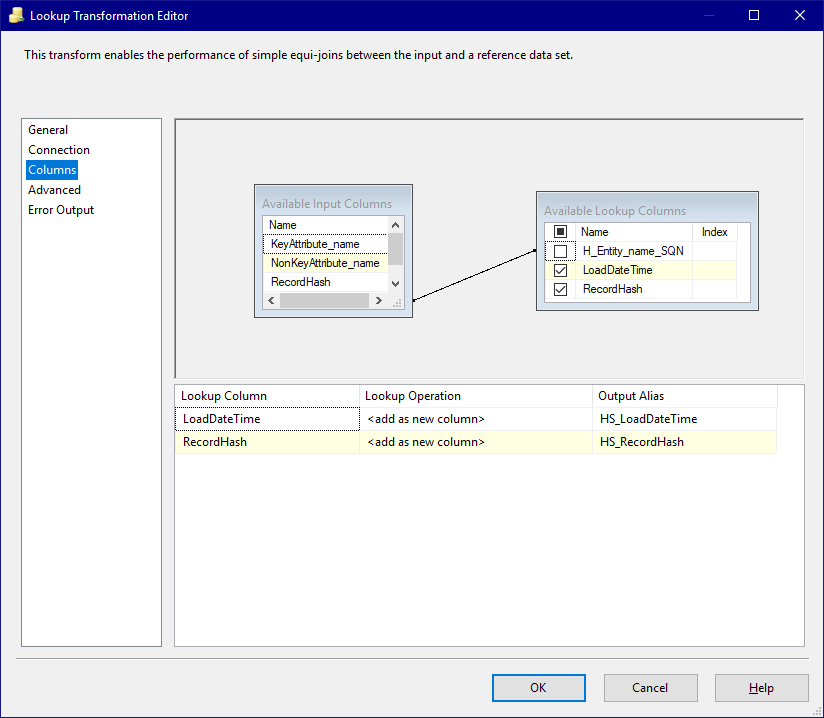 Lookup Transformation Editor
This transform enables the performance of simple equi-joins between the input and a reference data set.
General
Connection
Columns
Advanced
Error Output
Available Input Columns
Name
KeyAttribute_name
NonKeyAttribute_name
RecordHash
Available Lookup Columns
Name Index
H_Entity_name_SQN
LoadDateTime
RecordHash
Lookup Column Lookup Operation Output Alias
LoadDateTime <add as new column> HS_LoadDateTime
RecordHash <add as new column> HS_RecordHash
OK Cancel Help